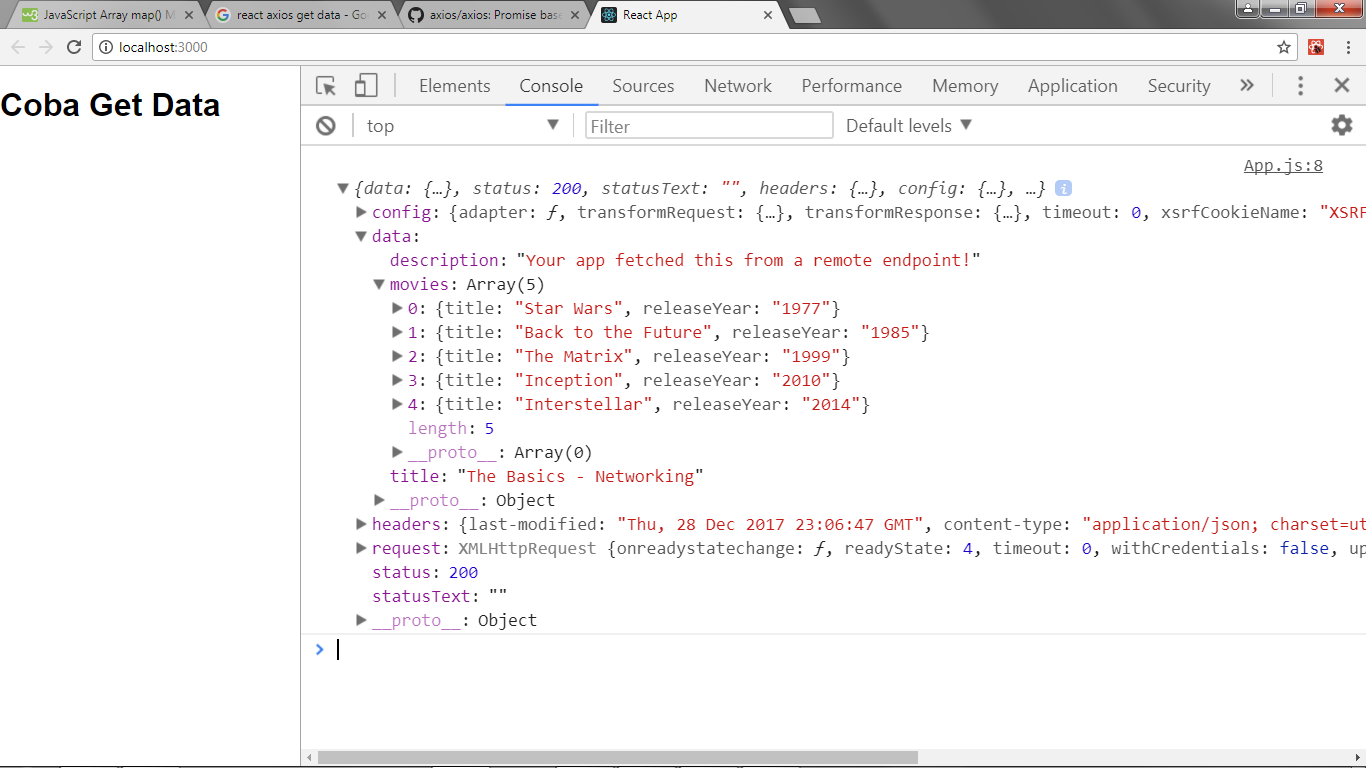 JavaScript Array map() M react axios get data - Go axios/axios: Promise base React App
localhost:3000
Coba Get Data
Elements Console Sources Network Performance Memory Application Security
top Filter Default levels
App.js:8
{data: {…}, status: 200, statusText: "", headers: {…}, config: {…}, …}
config: {adapter: ƒ, transformRequest: {…}, transformResponse: {…}, timeout: 0, xsrfCookieName: "XSRF
data:
description: "Your app fetched this from a remote endpoint!"
movies: Array(5)
0: {title: "Star Wars", releaseYear: "1977"}
1: {title: "Back to the Future", releaseYear: "1985"}
2: {title: "The Matrix", releaseYear: "1999"}
3: {title: "Inception", releaseYear: "2010"}
4: {title: "Interstellar", releaseYear: "2014"}
length: 5
__proto__: Array(0)
title: "The Basics - Networking"
__proto__: Object
headers: {last-modified: "Thu, 28 Dec 2017 23:06:47 GMT", content-type: "application/json; charset=ut
request: XMLHttpRequest {onreadystatechange: ƒ, readyState: 4, timeout: 0, withCredentials: false, up
status: 200
statusText: ""
__proto__: Object